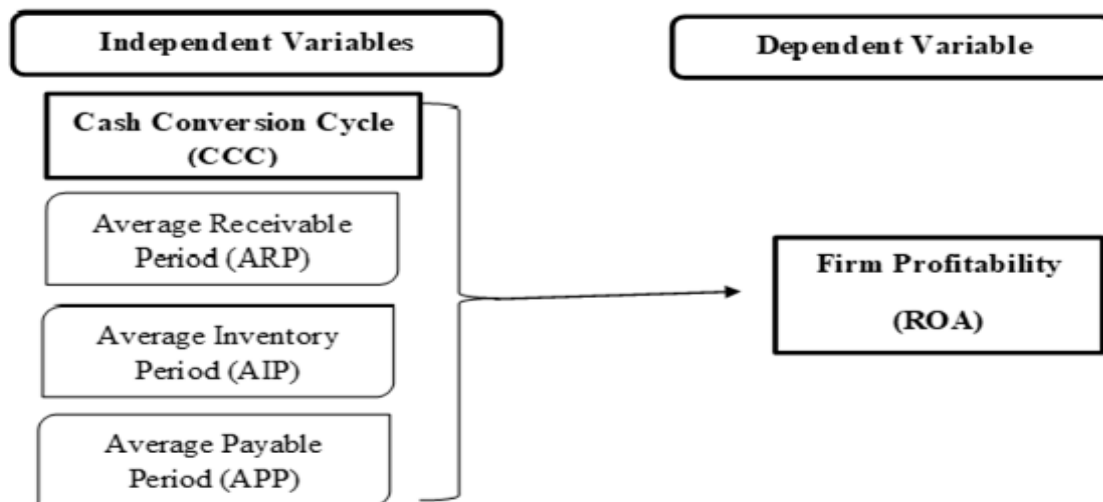 Independent Variables
Dependent Variable
Cash Conversion Cycle
(CCC)
Average Receivable
Period (ARP)
Average Inventory
Period (AIP)
Average Payable
Period (APP)
Firm Profitability
(ROA)